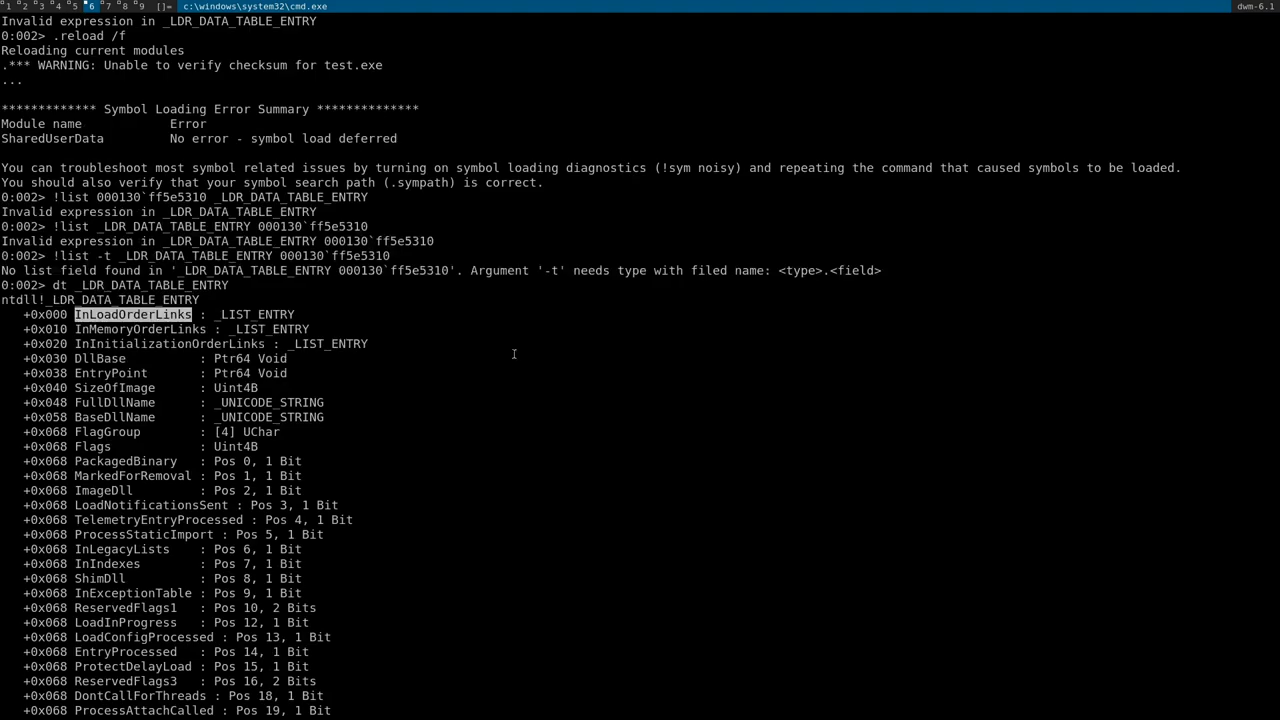 1 2 3 4 5 6 7 8 9 []= c:\windows\system32\cmd.exe dwm-6.1
Invalid expression in _LDR_DATA_TABLE_ENTRY
0:002> .reload /f
Reloading current modules
.*** WARNING: Unable to verify checksum for test.exe
...
************* Symbol Loading Error Summary **************
Module name Error
SharedUserData No error - symbol load deferred
You can troubleshoot most symbol related issues by turning on symbol loading diagnostics (!sym noisy) and repeating the command that caused symbols to be loaded.
You should also verify that your symbol search path (.sympath) is correct.
0:002> !list 000130`ff5e5310 _LDR_DATA_TABLE_ENTRY
Invalid expression in _LDR_DATA_TABLE_ENTRY
0:002> !list _LDR_DATA_TABLE_ENTRY 000130`ff5e5310
Invalid expression in _LDR_DATA_TABLE_ENTRY 000130`ff5e5310
0:002> !list -t _LDR_DATA_TABLE_ENTRY 000130`ff5e5310
No list field found in '_LDR_DATA_TABLE_ENTRY 000130`ff5e5310'. Argument '-t' needs type with filed name: <type>.<field>
0:002> dt _LDR_DATA_TABLE_ENTRY
ntdll!_LDR_DATA_TABLE_ENTRY
+0x000 InLoadOrderLinks : _LIST_ENTRY
+0x010 InMemoryOrderLinks : _LIST_ENTRY
+0x020 InInitializationOrderLinks : _LIST_ENTRY
+0x030 DllBase : Ptr64 Void
+0x038 EntryPoint : Ptr64 Void
+0x040 SizeOfImage : Uint4B
+0x048 FullDllName : _UNICODE_STRING
+0x058 BaseDllName : _UNICODE_STRING
+0x068 FlagGroup : [4] UChar
+0x068 Flags : Uint4B
+0x068 PackagedBinary : Pos 0, 1 Bit
+0x068 MarkedForRemoval : Pos 1, 1 Bit
+0x068 ImageDll : Pos 2, 1 Bit
+0x068 LoadNotificationsSent : Pos 3, 1 Bit
+0x068 TelemetryEntryProcessed : Pos 4, 1 Bit
+0x068 ProcessStaticImport : Pos 5, 1 Bit
+0x068 InLegacyLists : Pos 6, 1 Bit
+0x068 InIndexes : Pos 7, 1 Bit
+0x068 ShimDll : Pos 8, 1 Bit
+0x068 InExceptionTable : Pos 9, 1 Bit
+0x068 ReservedFlags1 : Pos 10, 2 Bits
+0x068 LoadInProgress : Pos 12, 1 Bit
+0x068 LoadConfigProcessed : Pos 13, 1 Bit
+0x068 EntryProcessed : Pos 14, 1 Bit
+0x068 ProtectDelayLoad : Pos 15, 1 Bit
+0x068 ReservedFlags3 : Pos 16, 2 Bits
+0x068 DontCallForThreads : Pos 18, 1 Bit
+0x068 ProcessAttachCalled : Pos 19, 1 Bit